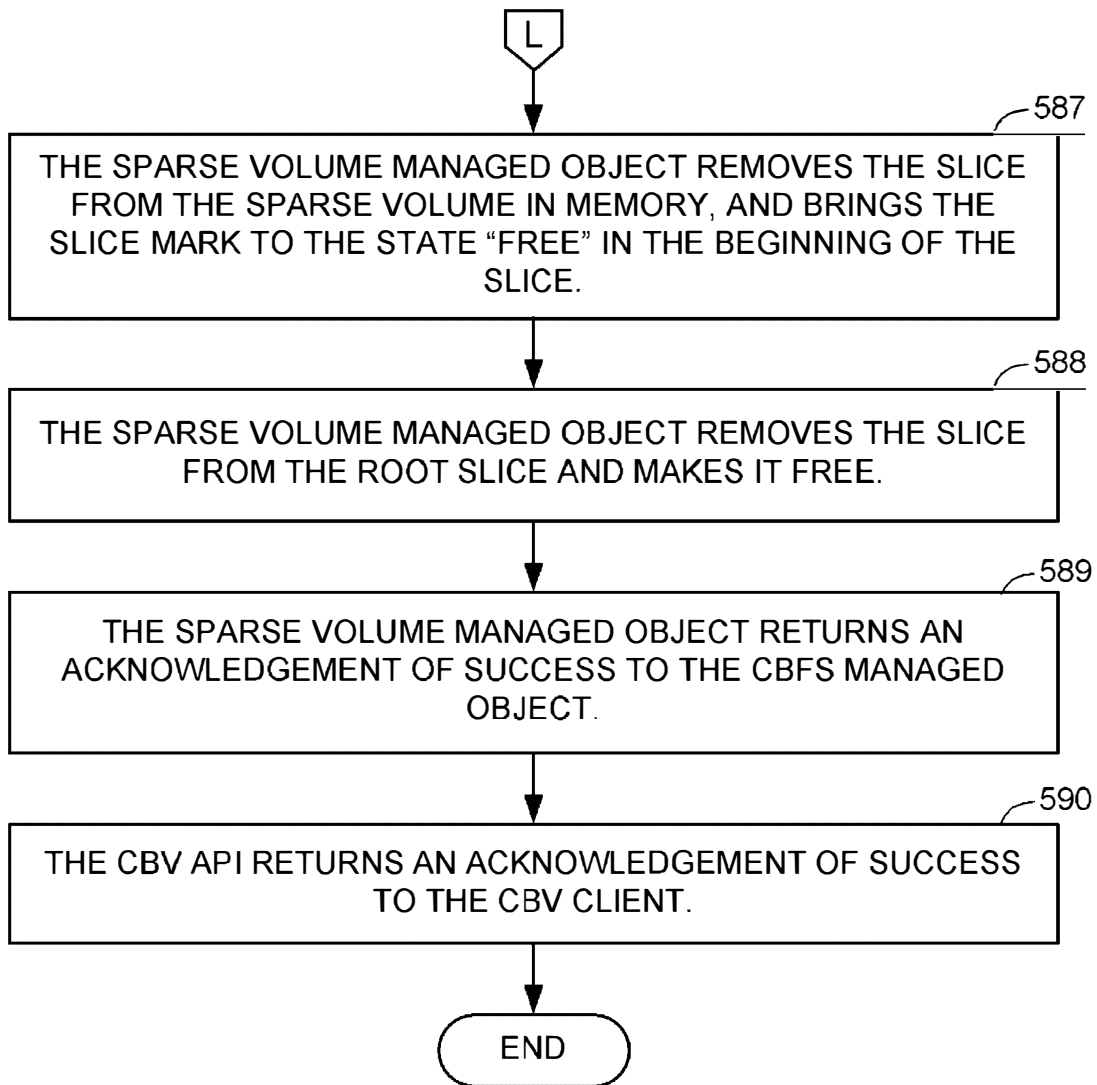 L
587
THE SPARSE VOLUME MANAGED OBJECT REMOVES THE SLICE
FROM THE SPARSE VOLUME IN MEMORY, AND BRINGS THE
SLICE MARK TO THE STATE “FREE” IN THE BEGINNING OF THE
SLICE.
588
THE SPARSE VOLUME MANAGED OBJECT REMOVES THE SLICE
FROM THE ROOT SLICE AND MAKES IT FREE.
589
THE SPARSE VOLUME MANAGED OBJECT RETURNS AN
ACKNOWLEDGEMENT OF SUCCESS TO THE CBFS MANAGED
OBJECT.
590
THE CBV API RETURNS AN ACKNOWLEDGEMENT OF SUCCESS
TO THE CBV CLIENT.
END